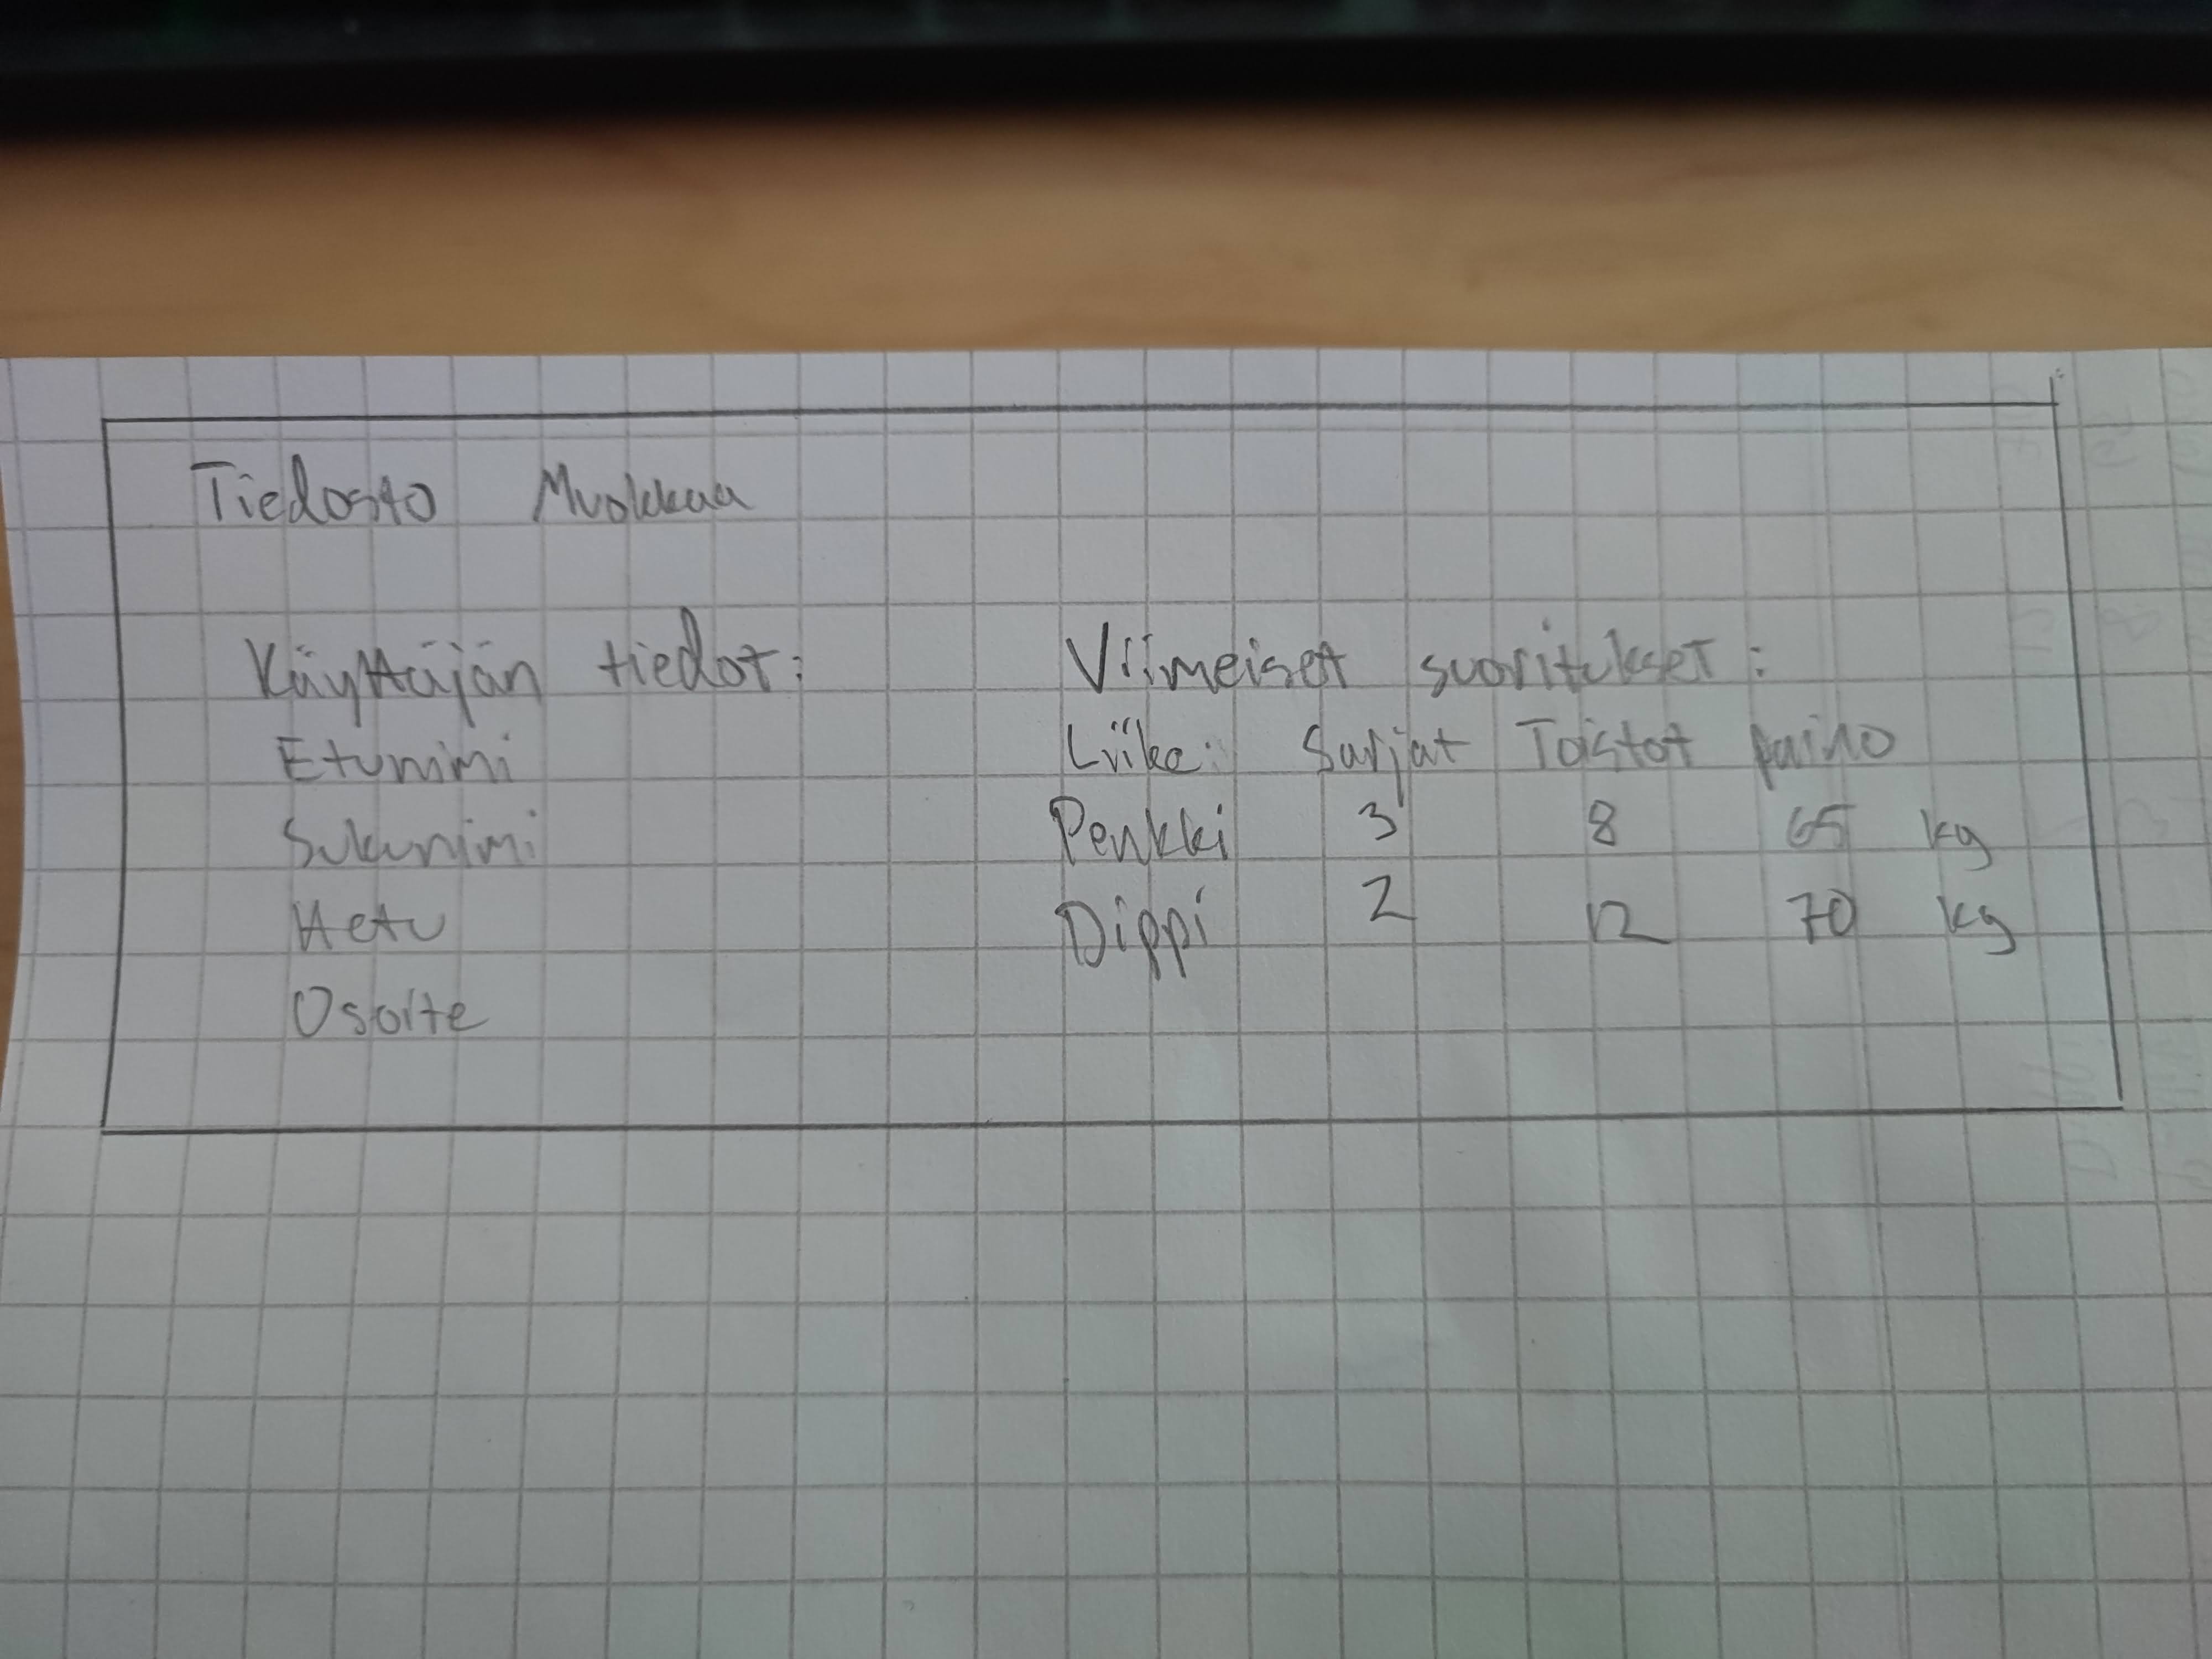 Tiedosto Muokkaa
Käyttäjän tiedot:
Etunimi
Sukunimi
Hetu
Osoite
Viimeiset suoritukset:
Liike: Sarjat Toistot paino
Penkki 3 8 65 kg
Dippi 2 12 70 kg